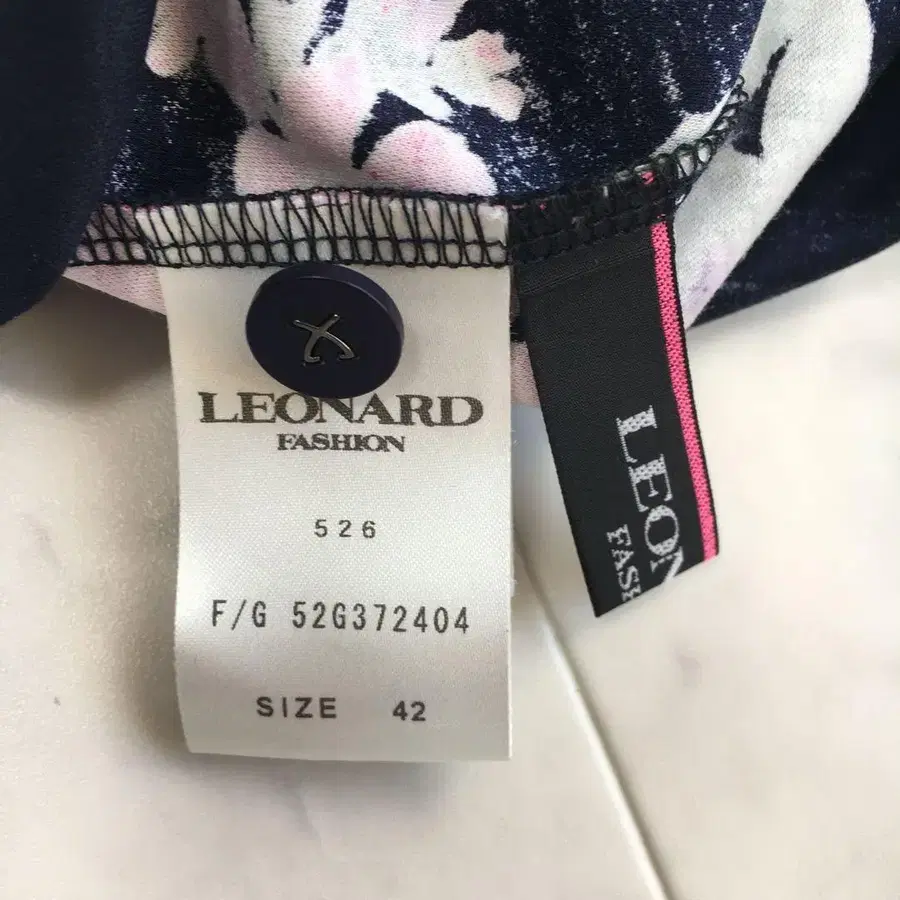 LEONARD
FASHION
526
F/G 52G372404
SIZE 42
LEON
FASH